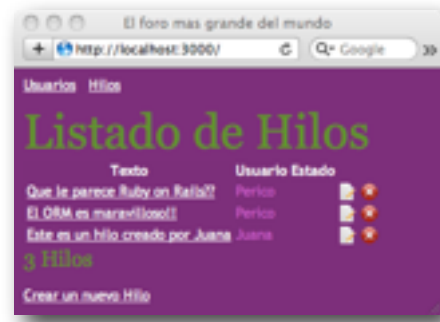 El foro mas grande del mundo
http://localhost:3000/
Google
Usuarios Hilos
Listado de Hilos
Texto Usuario Estado
Que le parece Ruby on Rails?? Perico
El ORM es maravilloso!! Perico
Este es un hilo creado por Juana Juana
3 Hilos
Crear un nuevo Hilo